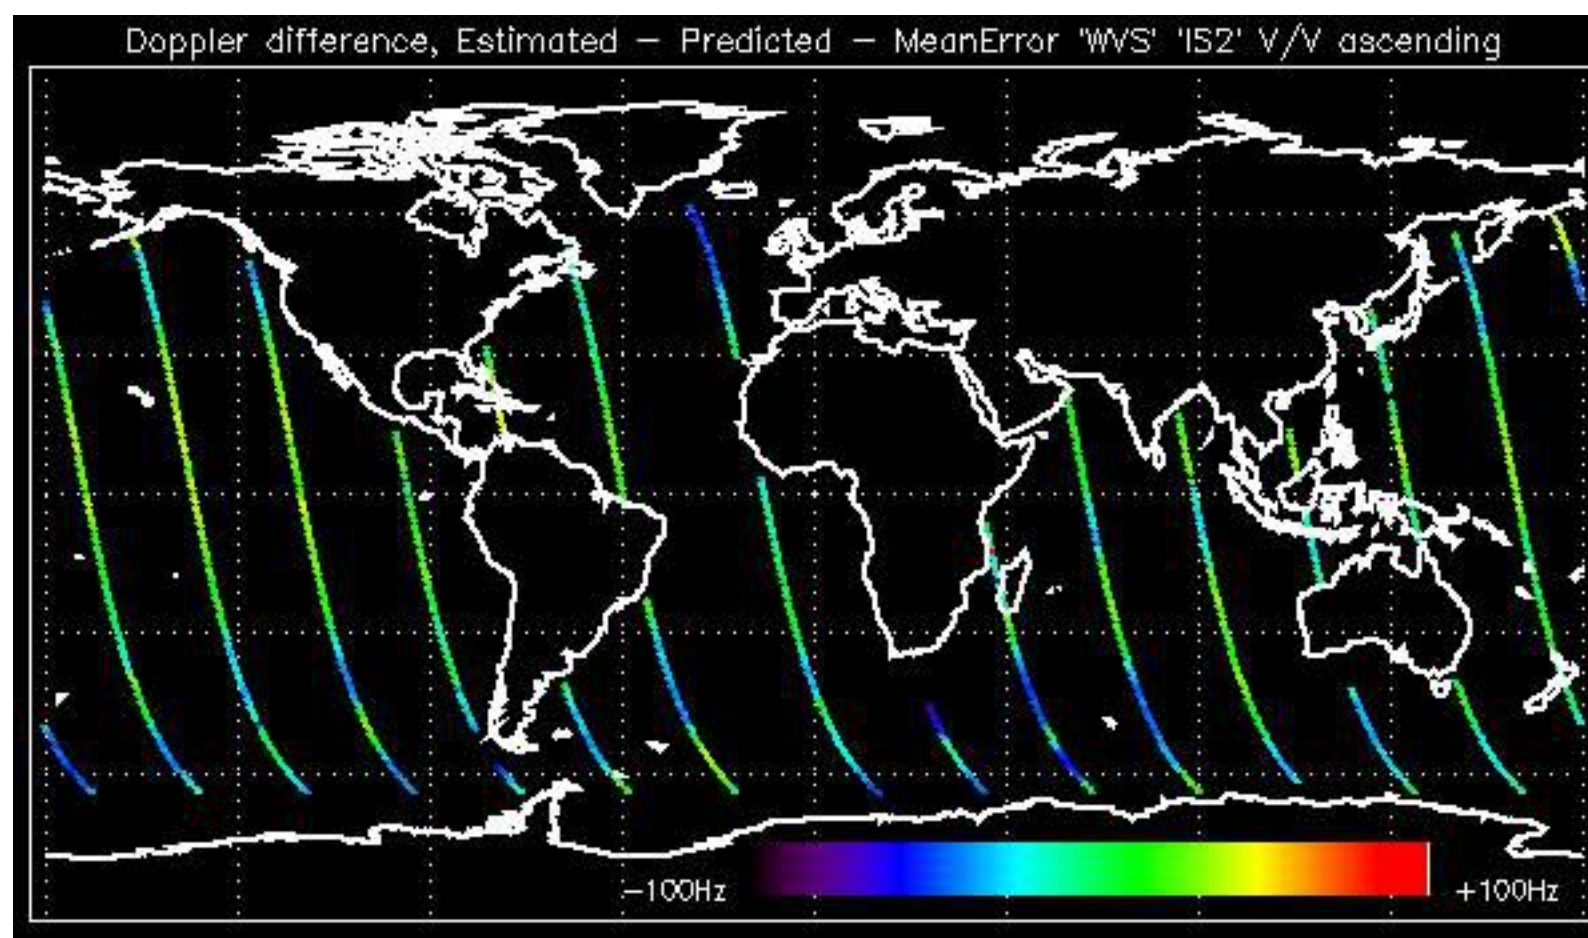 Doppler difference, Estimated − Predicted − MeanError 'WVS' 'IS2' V/V ascending
−100Hz
+100Hz